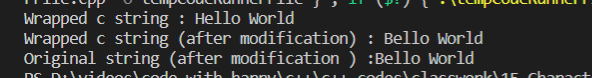 Wrapped c string : Hello World
Wrapped c string (after modification) : Bello World
Original string (after modification ) :Bello World